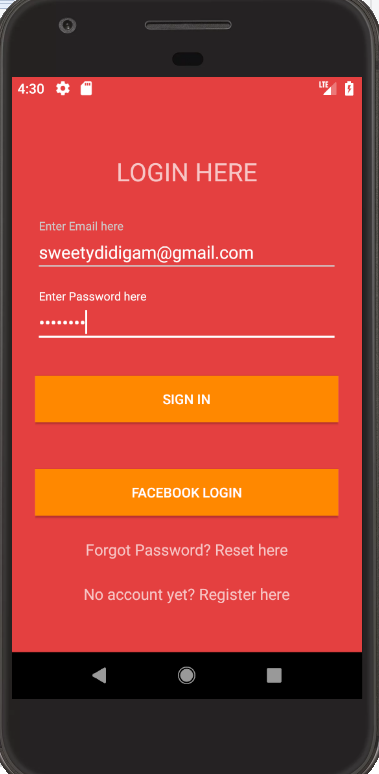 4:30
LTE
LOGIN HERE
Enter Email here
sweetydidigam@gmail.com
Enter Password here
••••••••
SIGN IN
FACEBOOK LOGIN
Forgot Password? Reset here
No account yet? Register here